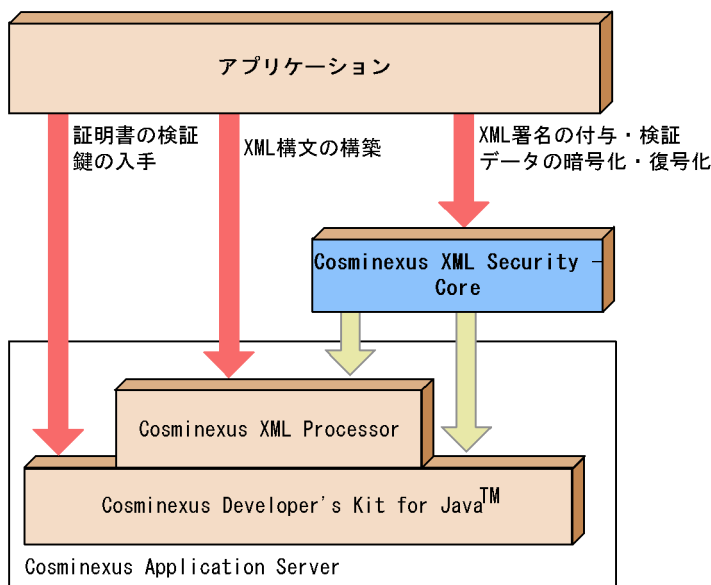 アプリケーション
証明書の検証
鍵の入手
XML構文の構築
XML署名の付与・検証
データの暗号化・復号化
Cosminexus XML Security -
Core
Cosminexus XML Processor
Cosminexus Developer's Kit for Java™
Cosminexus Application Server